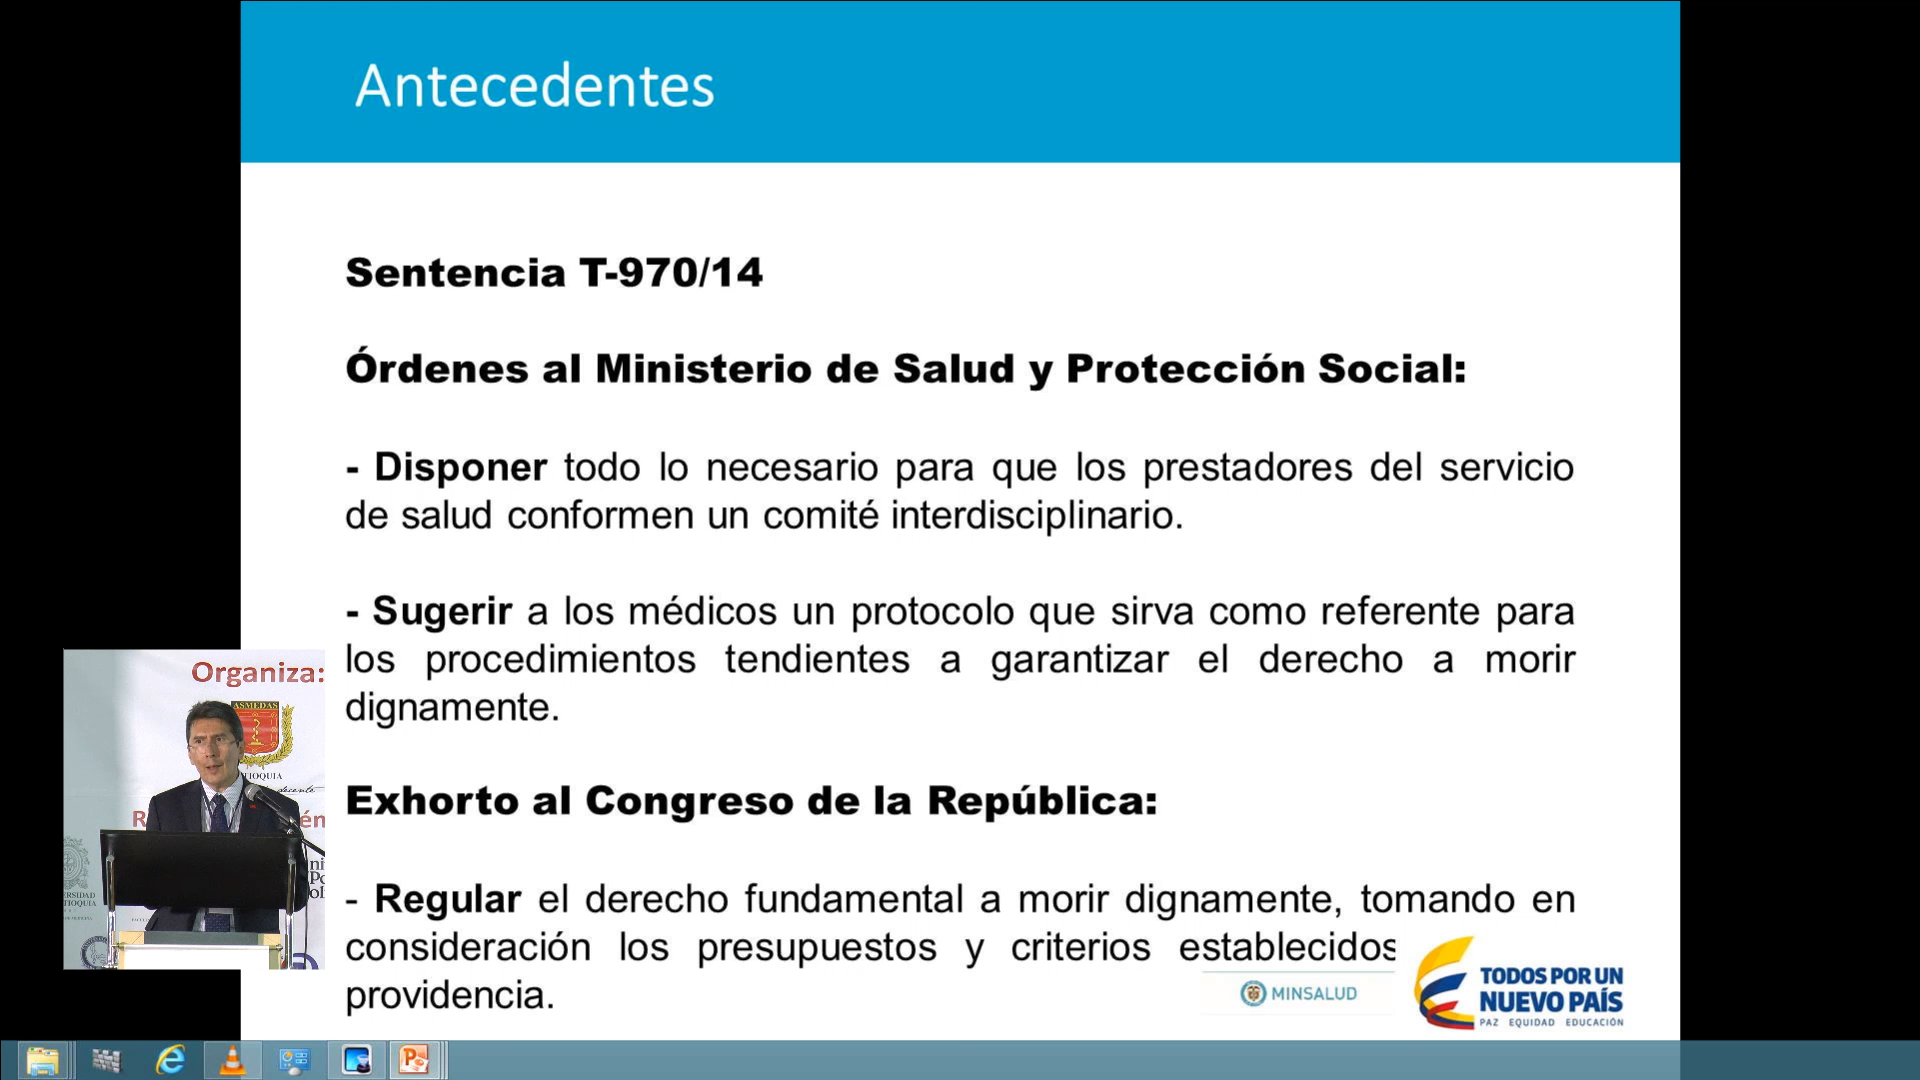 Antecedentes
Sentencia T-970/14
Órdenes al Ministerio de Salud y Protección Social:
- Disponer todo lo necesario para que los prestadores del servicio
de salud conformen un comité interdisciplinario.
- Sugerir a los médicos un protocolo que sirva como referente para
los procedimientos tendientes a garantizar el derecho a morir
dignamente.
Exhorto al Congreso de la República:
- Regular el derecho fundamental a morir dignamente, tomando en
consideración los presupuestos y criterios establecidos
providencia.
MINSALUD
TODOS POR UN
NUEVO PAÍS
PAZ EQUIDAD EDUCACIÓN
Organiza:
ASMEDAS